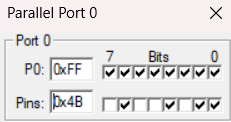 Parallel Port 0
Port 0
7 Bits 0
P0: 0xFF
Pins: 0x4B